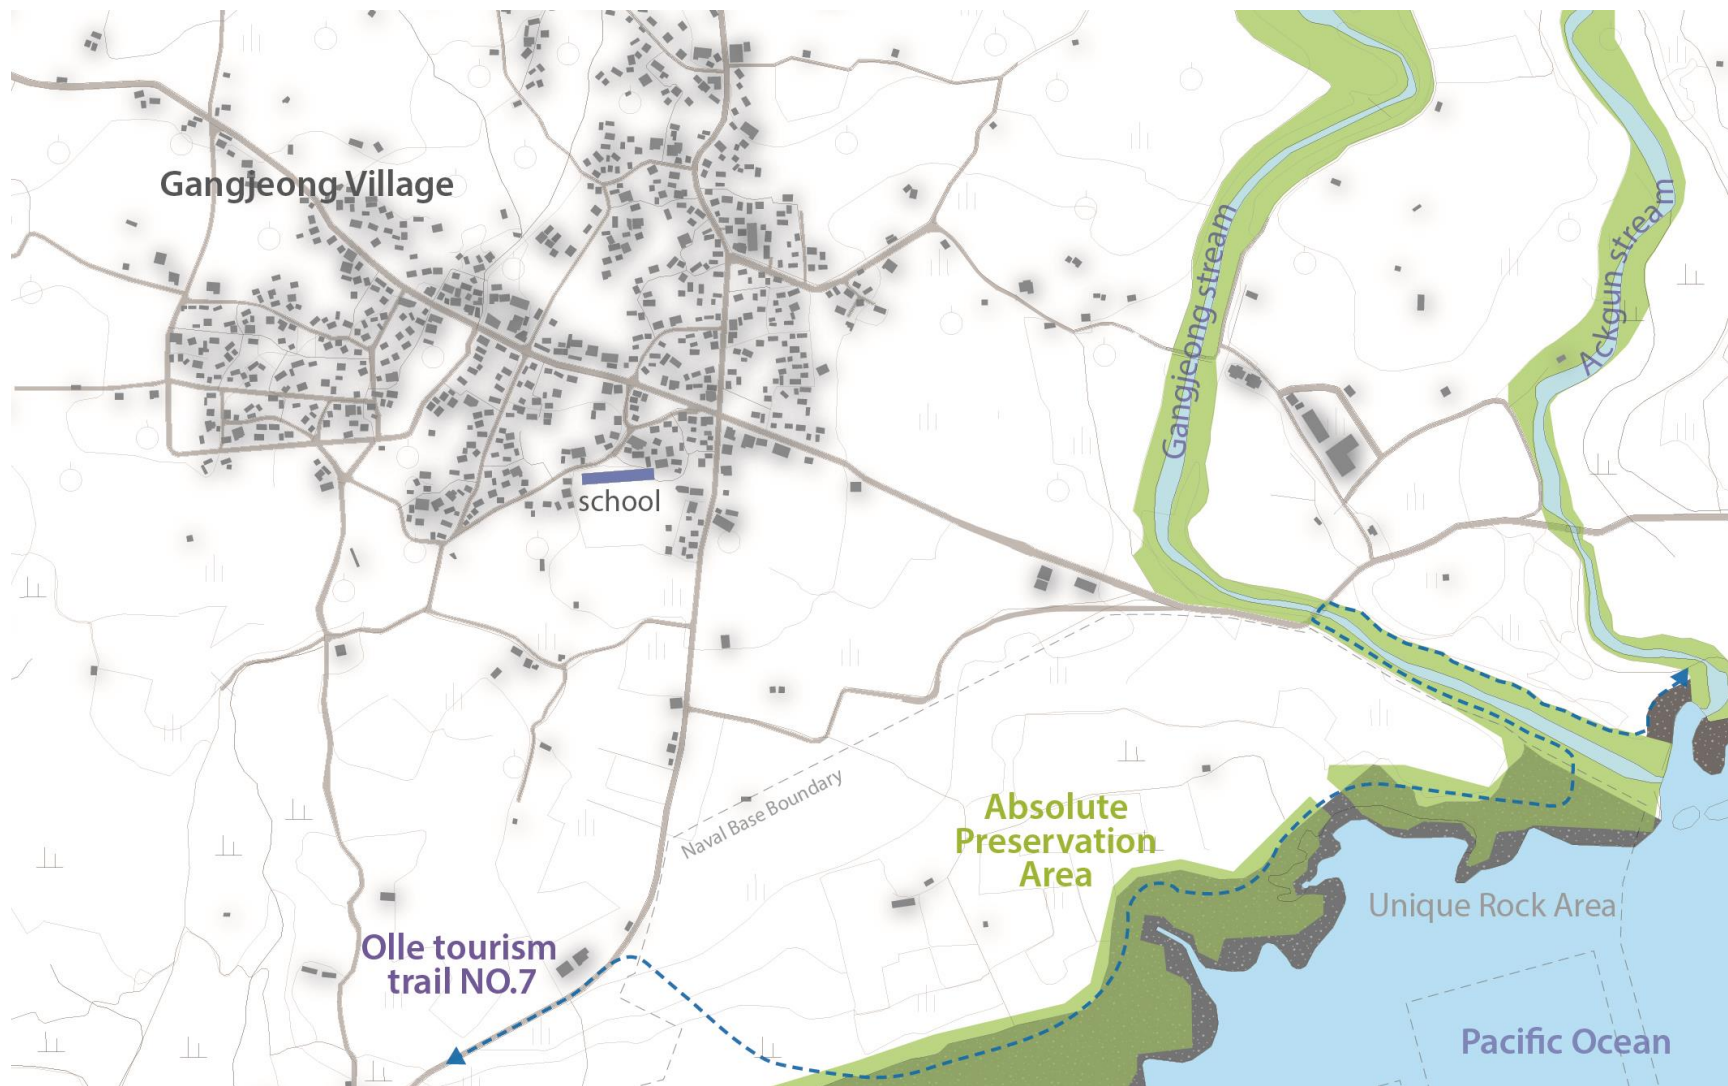 Gangjeong Village
Gangjeong stream
Ackgun stream
school
Naval Base Boundary
Absolute
Preservation
Area
Unique Rock Area
Olle tourism
trail NO.7
Pacific Ocean